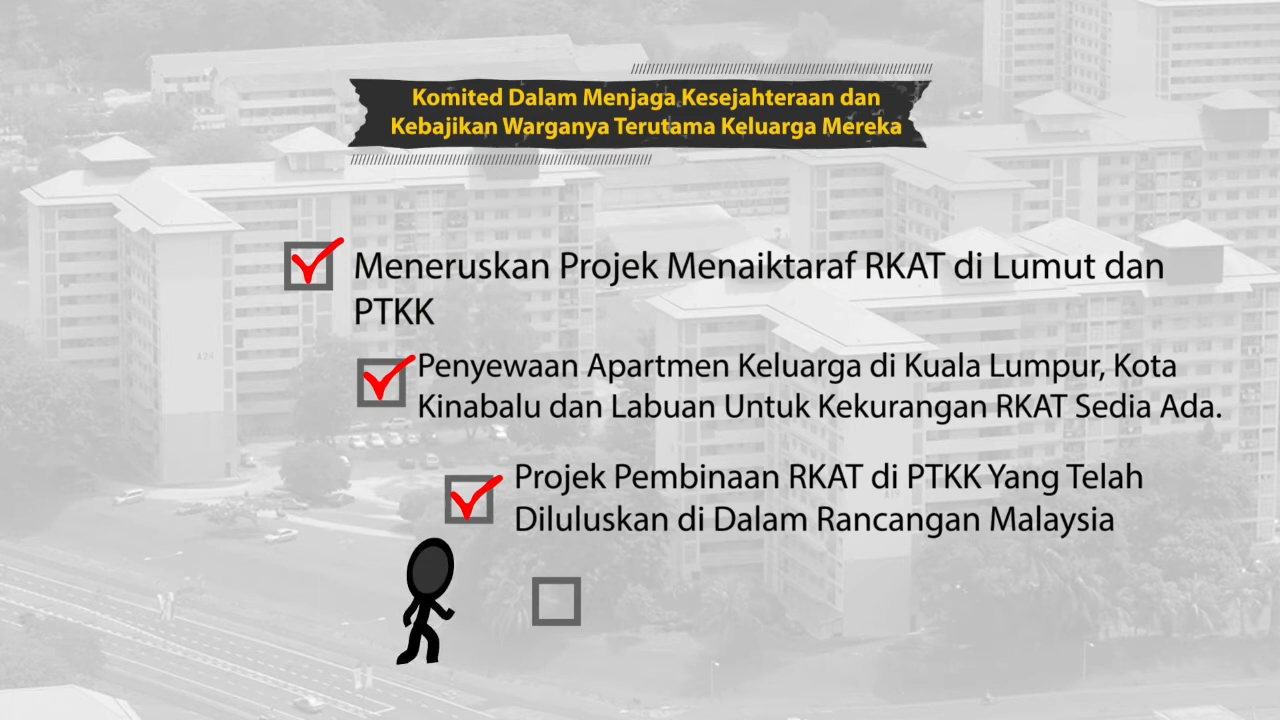 Komited Dalam Menjaga Kesejahteraan dan
Kebajikan Warganya Terutama Keluarga Mereka
Meneruskan Projek Menaiktaraf RKAT di Lumut dan
PTKK
Penyewaan Apartmen Keluarga di Kuala Lumpur, Kota
Kinabalu dan Labuan Untuk Kekurangan RKAT Sedia Ada.
Projek Pembinaan RKAT di PTKK Yang Telah
Diluluskan di Dalam Rancangan Malaysia